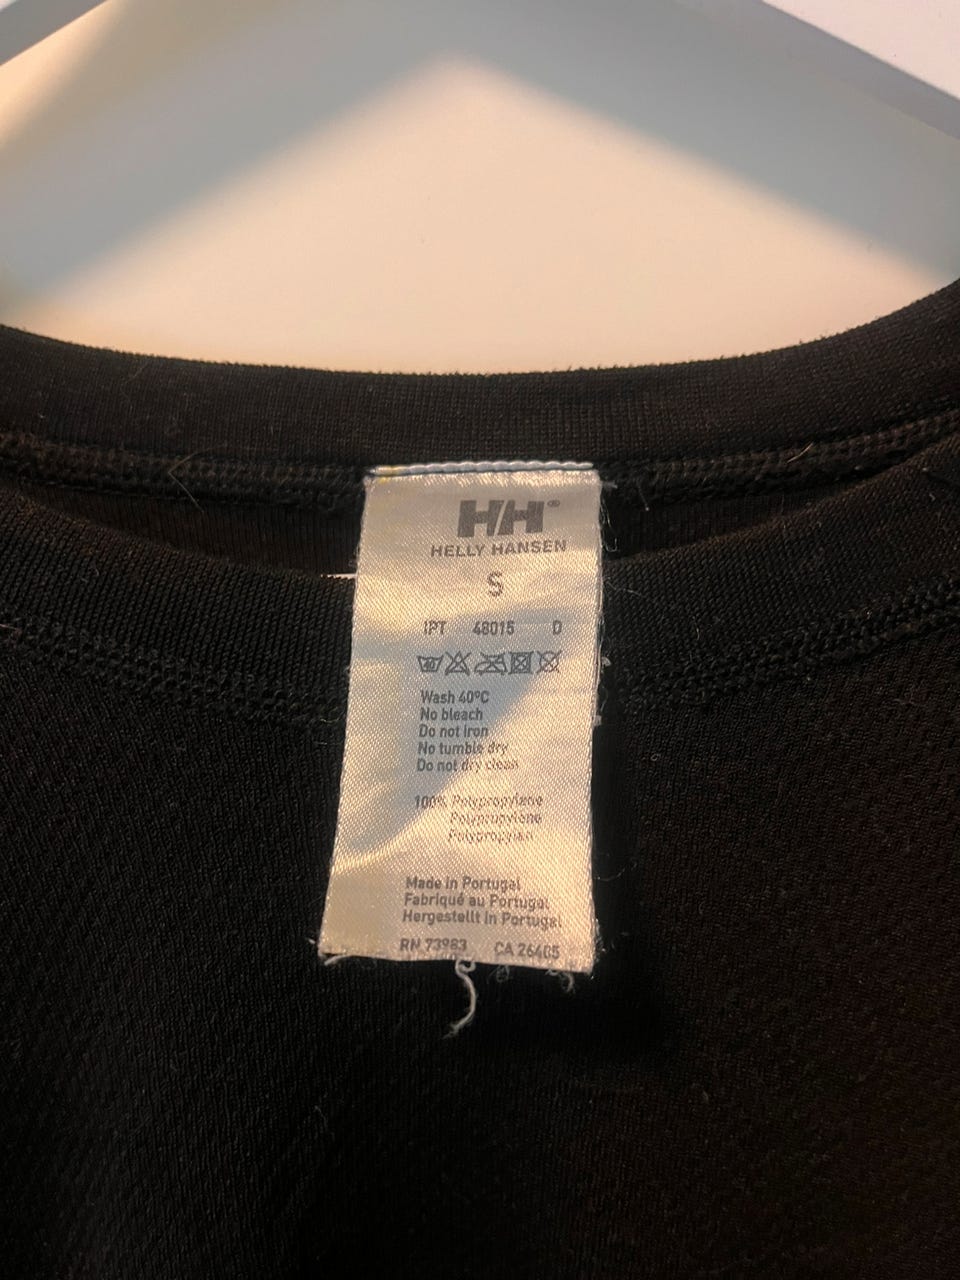 HH®
HELLY HANSEN
S
IPT 48015 D
Wash 40°C
No bleach
Do not iron
No tumble dry
Do not dry clean
100% Polypropylene
Polypropylène
Polypropylen
Made in Portugal
Fabriqué au Portugal
Hergestellt in Portugal
RN 73983 CA 26405